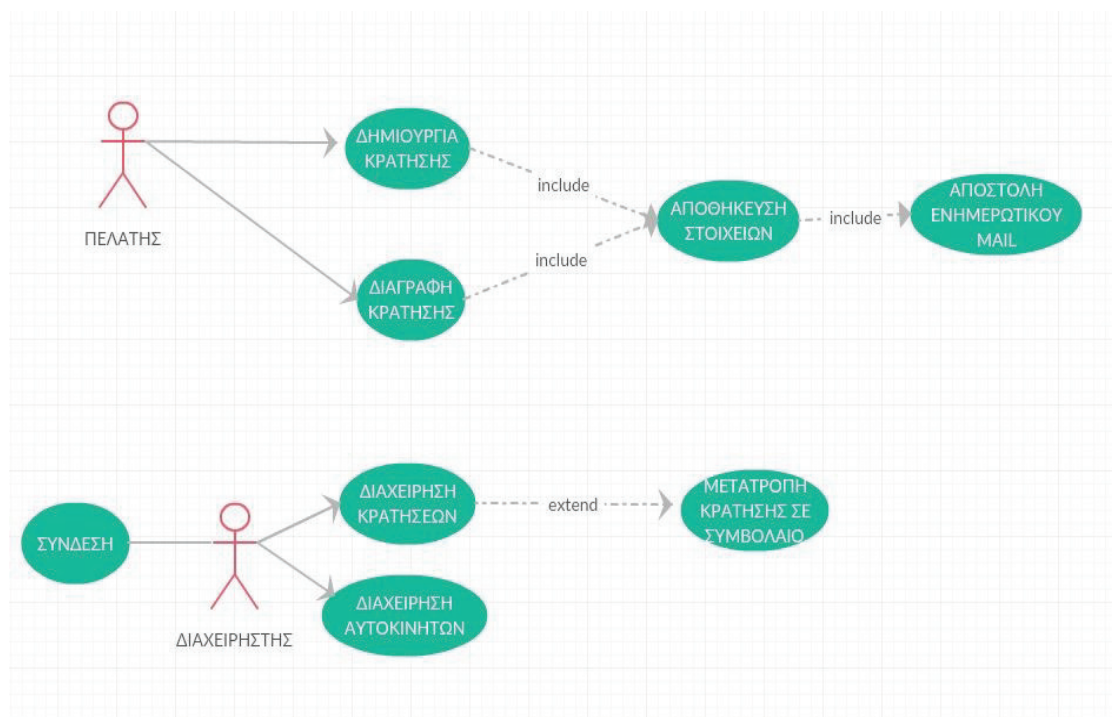 ΔΗΜΙΟΥΡΓΙΑ
ΚΡΑΤΗΣΗΣ
include
ΑΠΟΘΗΚΕΥΣΗ
ΣΤΟΙΧΕΙΩΝ
include
ΑΠΟΣΤΟΛΗ
ΕΝΗΜΕΡΩΤΙΚΟΥ
MAIL
ΠΕΛΑΤΗΣ
include
ΔΙΑΓΡΑΦΗ
ΚΡΑΤΗΣΗΣ
ΣΥΝΔΕΣΗ
ΔΙΑΧΕΙΡΗΣΗ
ΚΡΑΤΗΣΕΩΝ
extend
ΜΕΤΑΤΡΟΠΗ
ΚΡΑΤΗΣΗΣ ΣΕ
ΣΥΜΒΟΛΑΙΟ
ΔΙΑΧΕΙΡΗΣΗ
ΑΥΤΟΚΙΝΗΤΩΝ
ΔΙΑΧΕΙΡΗΣΤΗΣ